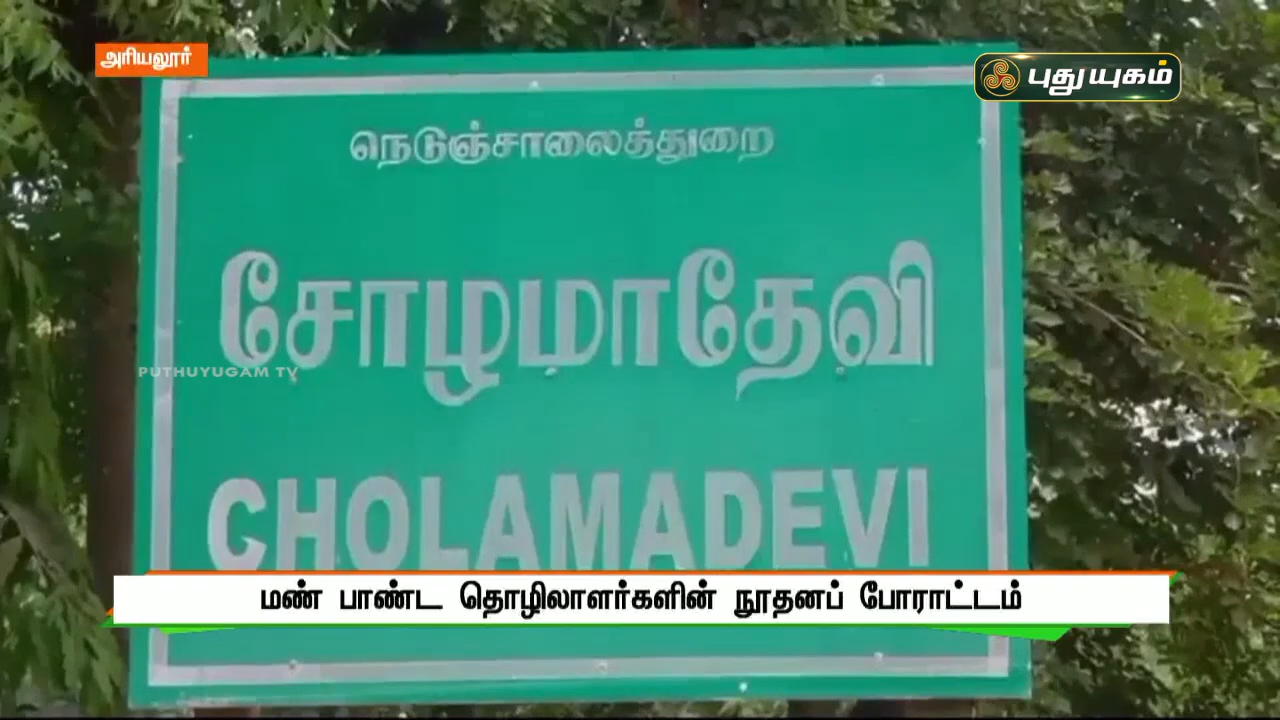 அரியலூர்
புதுயுகம்
நெடுஞ்சாலைத்துறை
சோழமாதேவி
PUTHUYUGAM TV
CHOLAMADEVI
மண் பாண்ட தொழிலாளர்களின் நூதனப் போராட்டம்